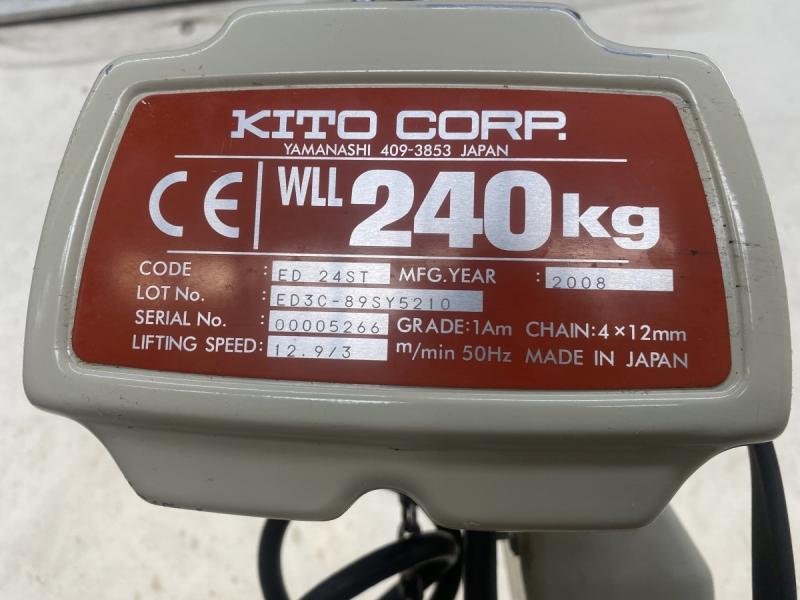 KITO CORP.
YAMANASHI 409-3853 JAPAN
CE WLL 240kg
CODE : ED 24ST MFG.YEAR : 2008
LOT No. : ED3C-89SY5210
SERIAL No. : 00005266 GRADE:1Am CHAIN:4×12mm
LIFTING SPEED: 12.9/3 m/min 50Hz MADE IN JAPAN